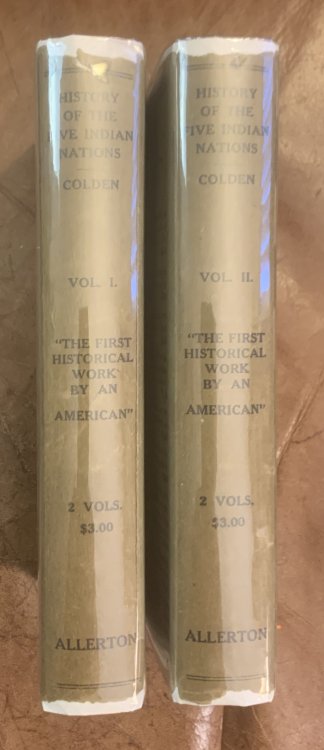 HISTORY
OF THE
FIVE INDIAN
NATIONS
COLDEN
VOL. I.
"THE FIRST
HISTORICAL
WORK
BY AN
AMERICAN"
2 VOLS.
$3.00
ALLERTON
HISTORY
OF THE
FIVE INDIAN
NATIONS
COLDEN
VOL. II.
"THE FIRST
HISTORICAL
WORK
BY AN
AMERICAN"
2 VOLS.
$3.00
ALLERTON